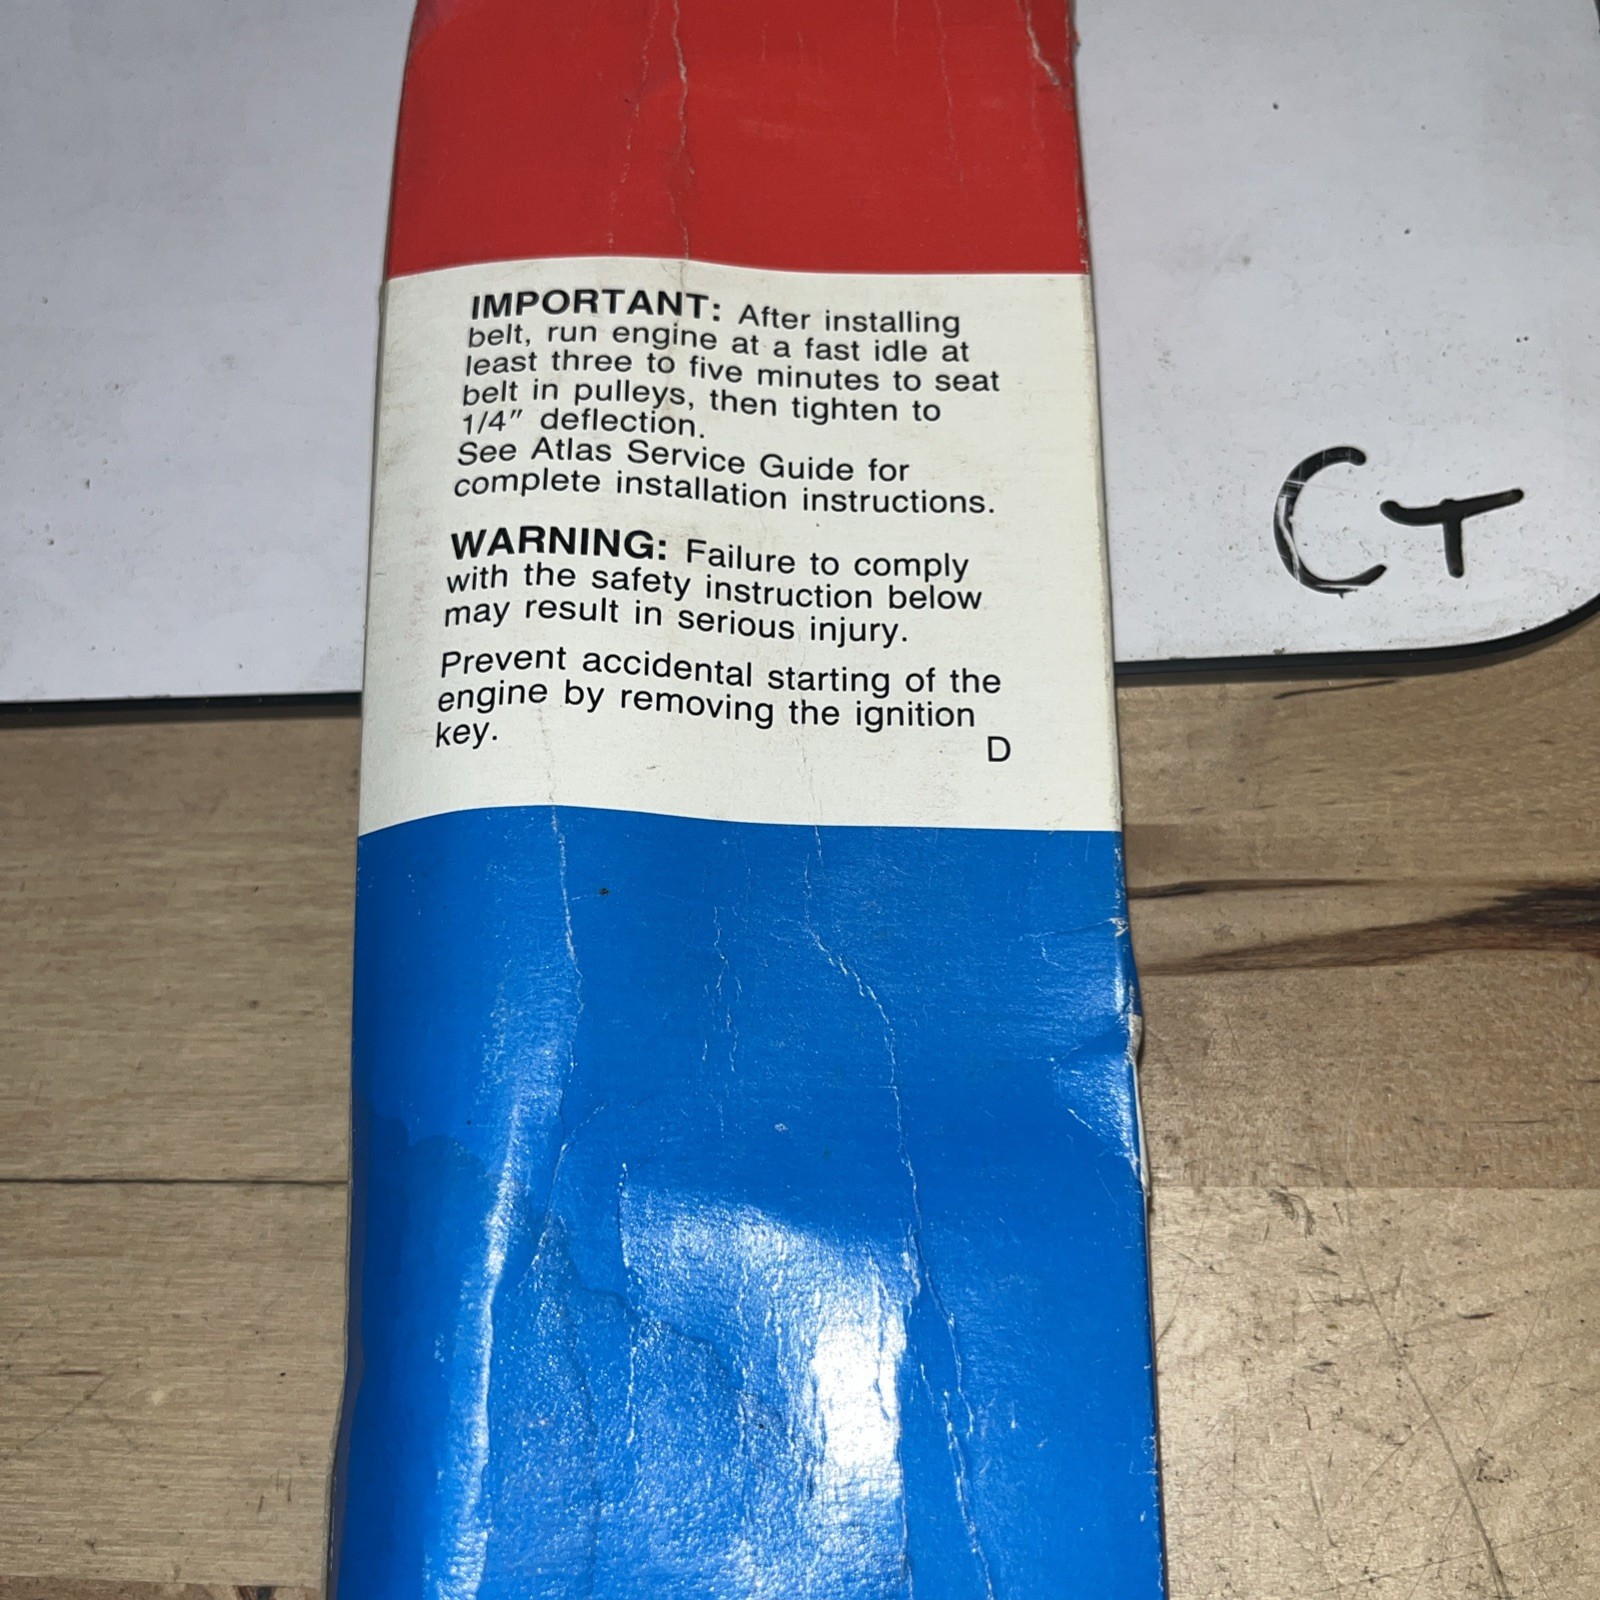 IMPORTANT: After installing
belt, run engine at a fast idle at
least three to five minutes to seat
belt in pulleys, then tighten to
1/4" deflection.
See Atlas Service Guide for
complete installation instructions.
WARNING: Failure to comply
with the safety instruction below
may result in serious injury.
Prevent accidental starting of the
engine by removing the ignition
key.
D
CT